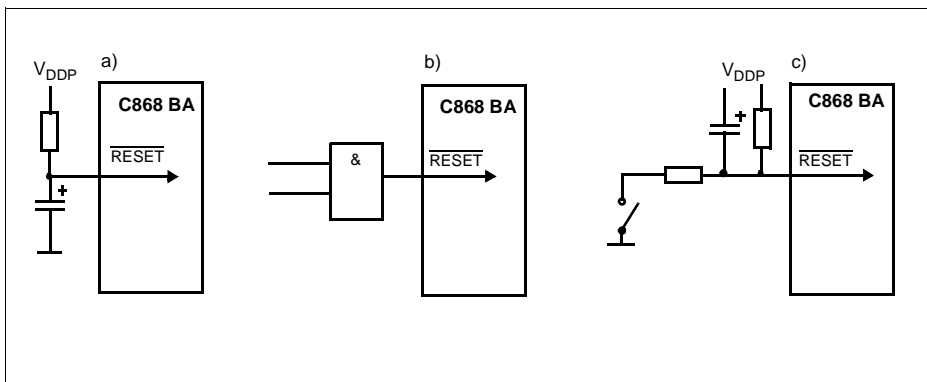 a)
V_DDP
C868 BA
RESET
b)
C868 BA
&
RESET
c)
V_DDP
C868 BA
RESET
+
+